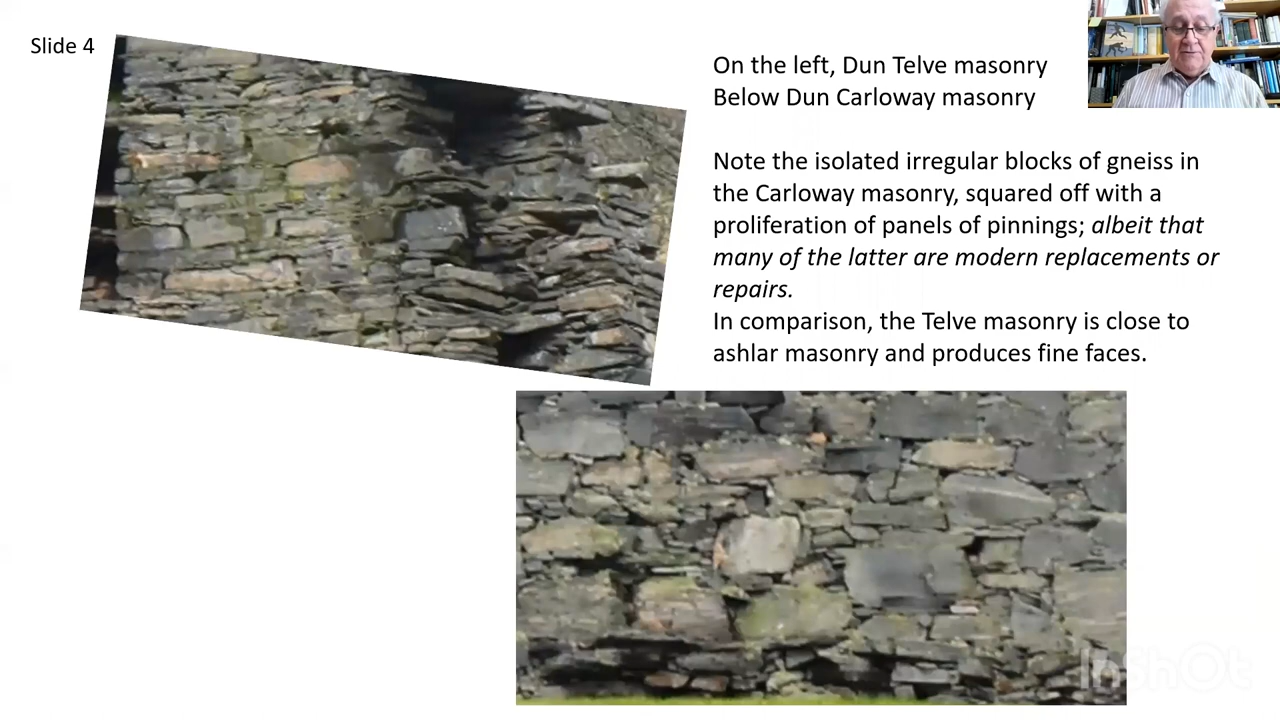 Slide 4
On the left, Dun Telve masonry
Below Dun Carloway masonry
Note the isolated irregular blocks of gneiss in
the Carloway masonry, squared off with a
proliferation of panels of pinnings; albeit that
many of the latter are modern replacements or
repairs.
In comparison, the Telve masonry is close to
ashlar masonry and produces fine faces.
InShOt